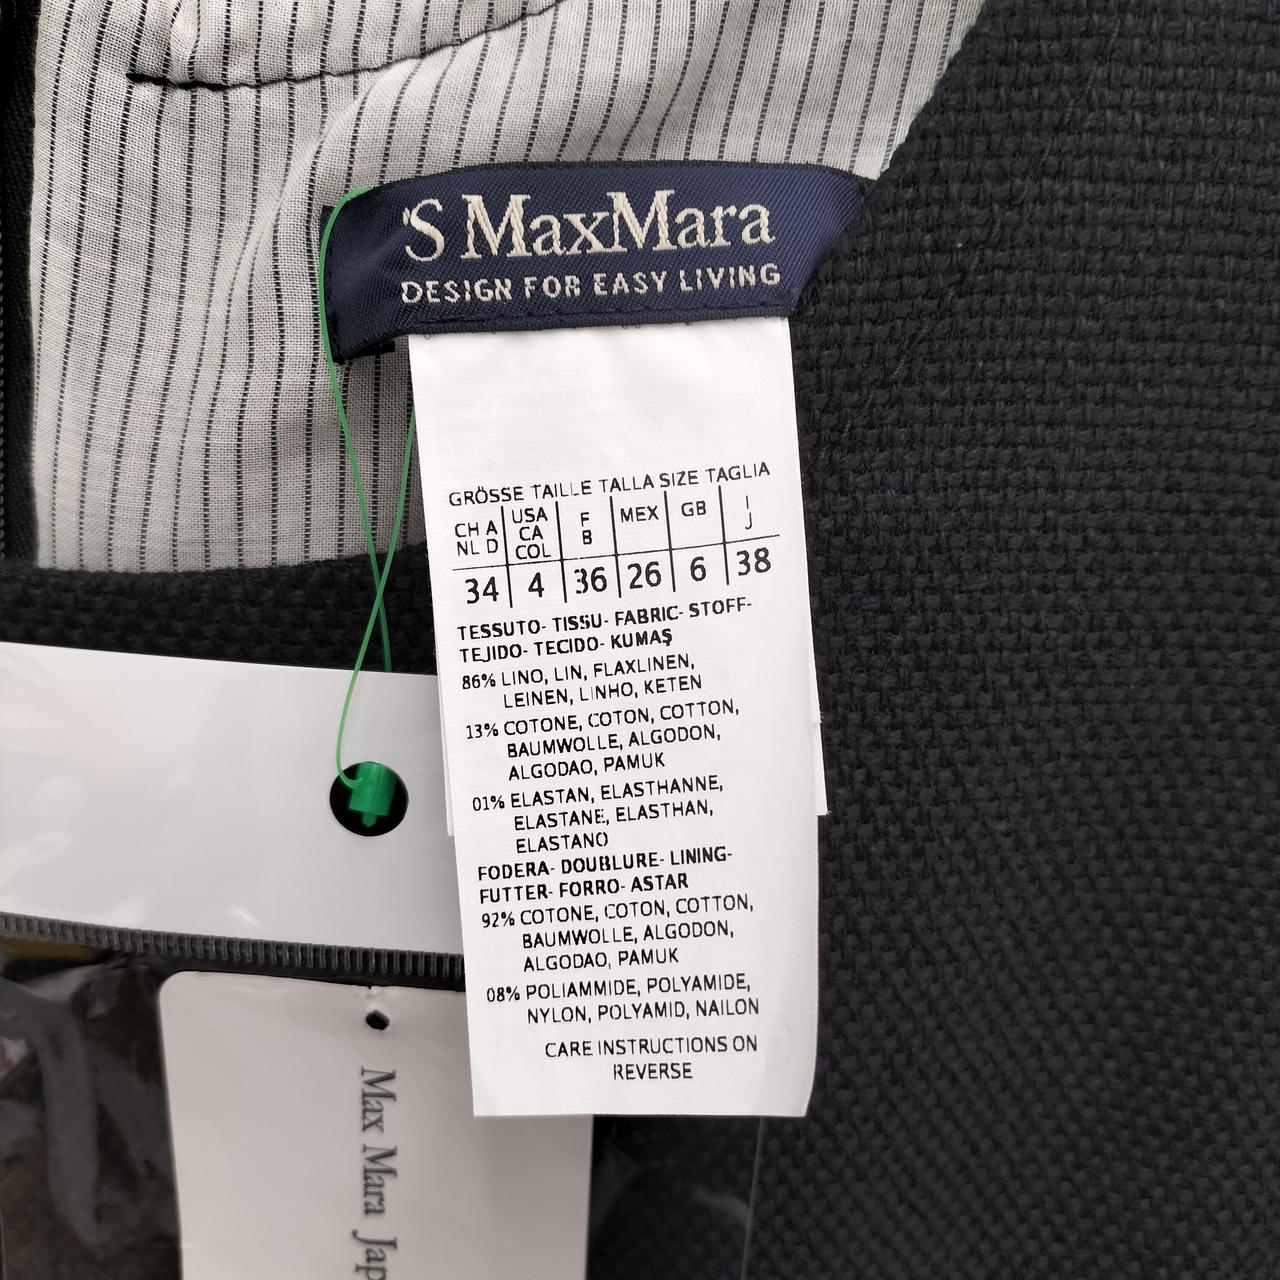 'S MaxMara
DESIGN FOR EASY LIVING
GRÖSSE TAILLE TALLA SIZE TAGLIA
CH A NL D | USA CA COL | F B | MEX | GB | I J
34 | 4 | 36 | 26 | 6 | 38
TESSUTO- TISSU- FABRIC- STOFF-
TEJIDO- TECIDO- KUMAŞ
86% LINO, LIN, FLAXLINEN,
LEINEN, LINHO, KETEN
13% COTONE, COTON, COTTON,
BAUMWOLLE, ALGODON,
ALGODAO, PAMUK
01% ELASTAN, ELASTHANNE,
ELASTANE, ELASTHAN,
ELASTANO
FODERA- DOUBLURE- LINING-
FUTTER- FORRO- ASTAR
92% COTONE, COTON, COTTON,
BAUMWOLLE, ALGODON,
ALGODAO, PAMUK
08% POLIAMMIDE, POLYAMIDE,
NYLON, POLYAMID, NAILON
CARE INSTRUCTIONS ON
REVERSE
Max Mara Jap